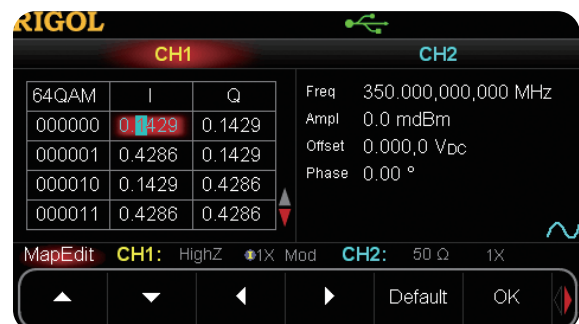 RIGOL
CH1 CH2
64QAM I Q
000000 0.1429 0.1429
000001 0.4286 0.1429
000010 0.1429 0.4286
000011 0.4286 0.4286
Freq 350.000,000,000 MHz
Ampl 0.0 mdBm
Offset 0.000,0 VDC
Phase 0.00 °
MapEdit CH1: HighZ 1X Mod CH2: 50 Ω 1X
Default OK